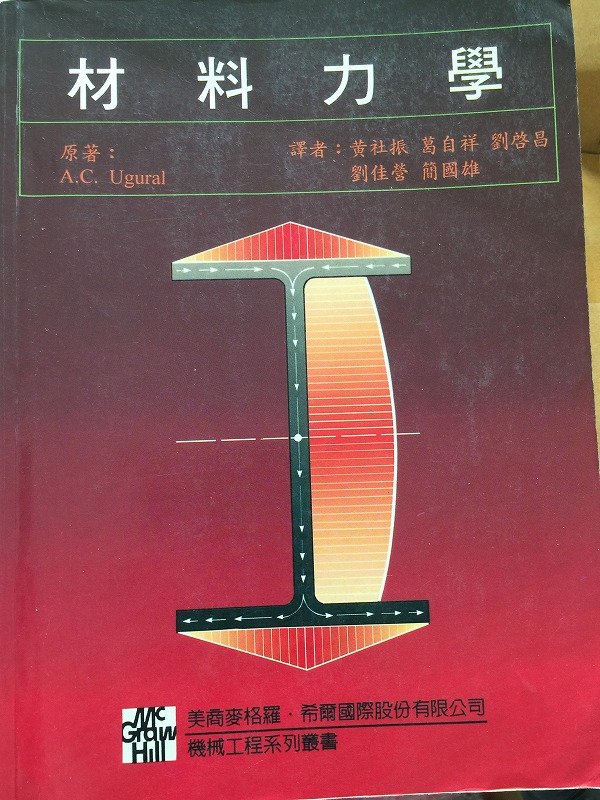 材料力學
原著：
A.C. Ugural
譯者：黃社振 葛自祥 劉啓昌
劉佳營 簡國雄
Mc
Graw
Hill
美商麥格羅·希爾國際股份有限公司
機械工程系列叢書